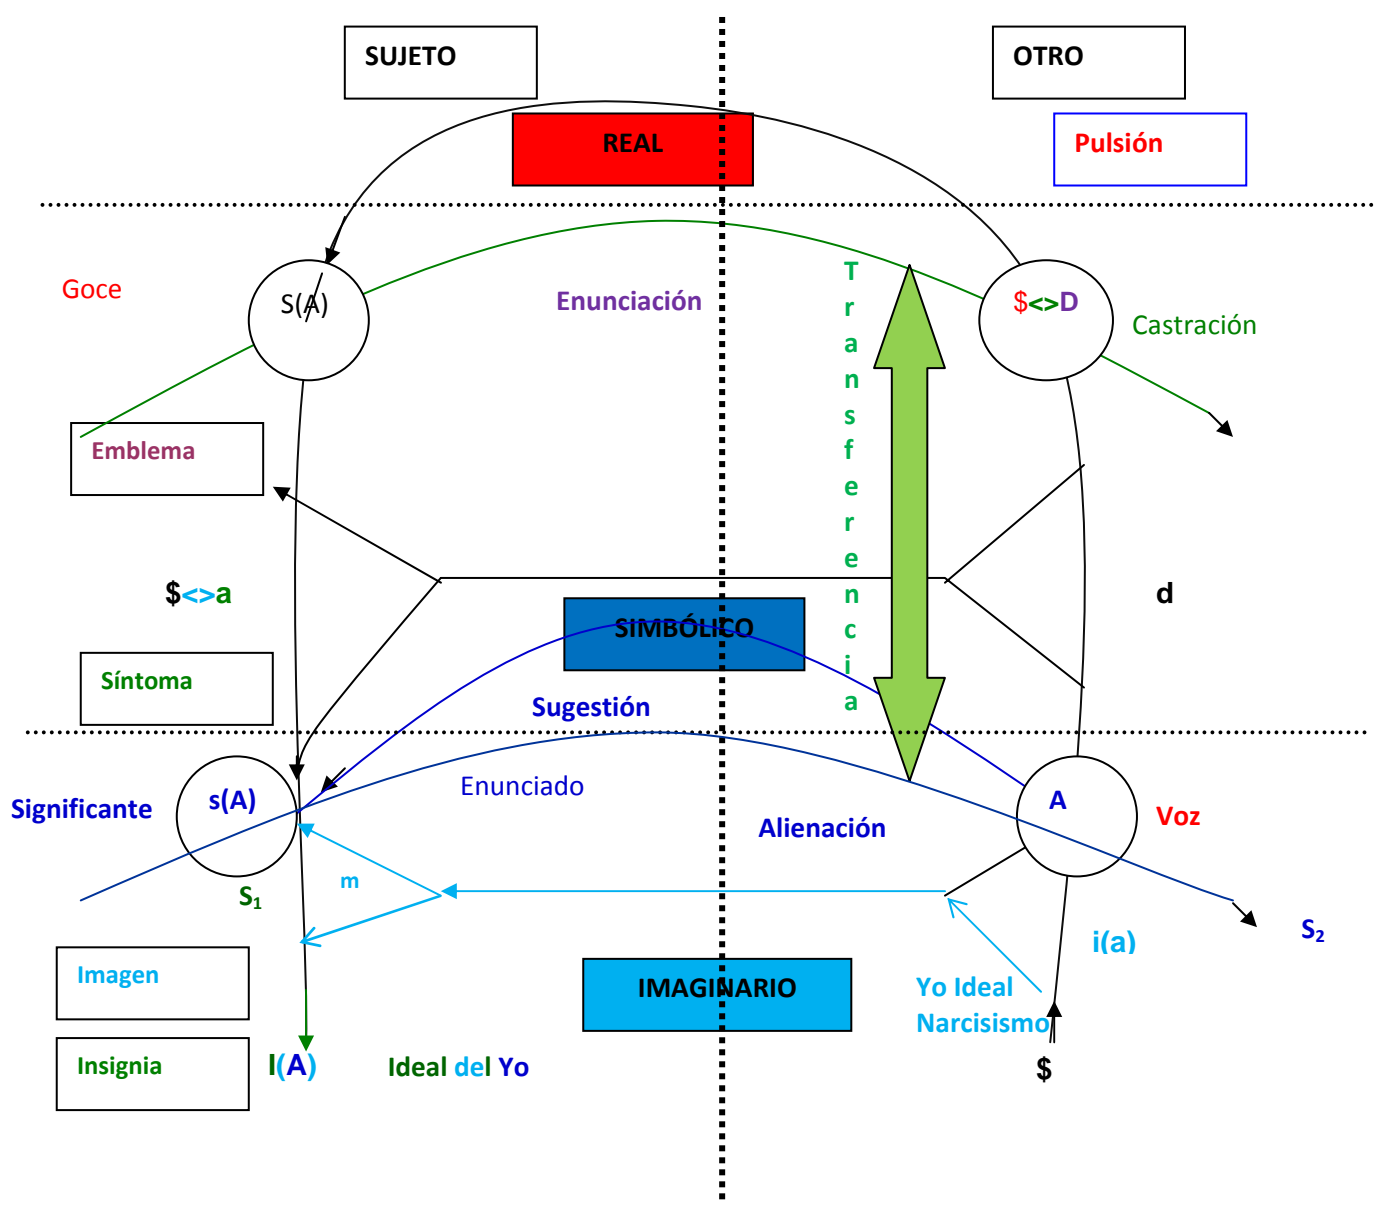 SUJETO
OTRO
REAL
Pulsión
Goce
S(A)
Enunciación
Transferencia
$<>D
Castración
Emblema
$<>a
d
SIMBÓLICO
Síntoma
Sugestión
Significante
s(A)
Enunciado
Alienación
A
Voz
S1
m
S2
i(a)
Imagen
IMAGINARIO
Yo Ideal
Narcisismo
Insignia
I(A)
Ideal del Yo
$